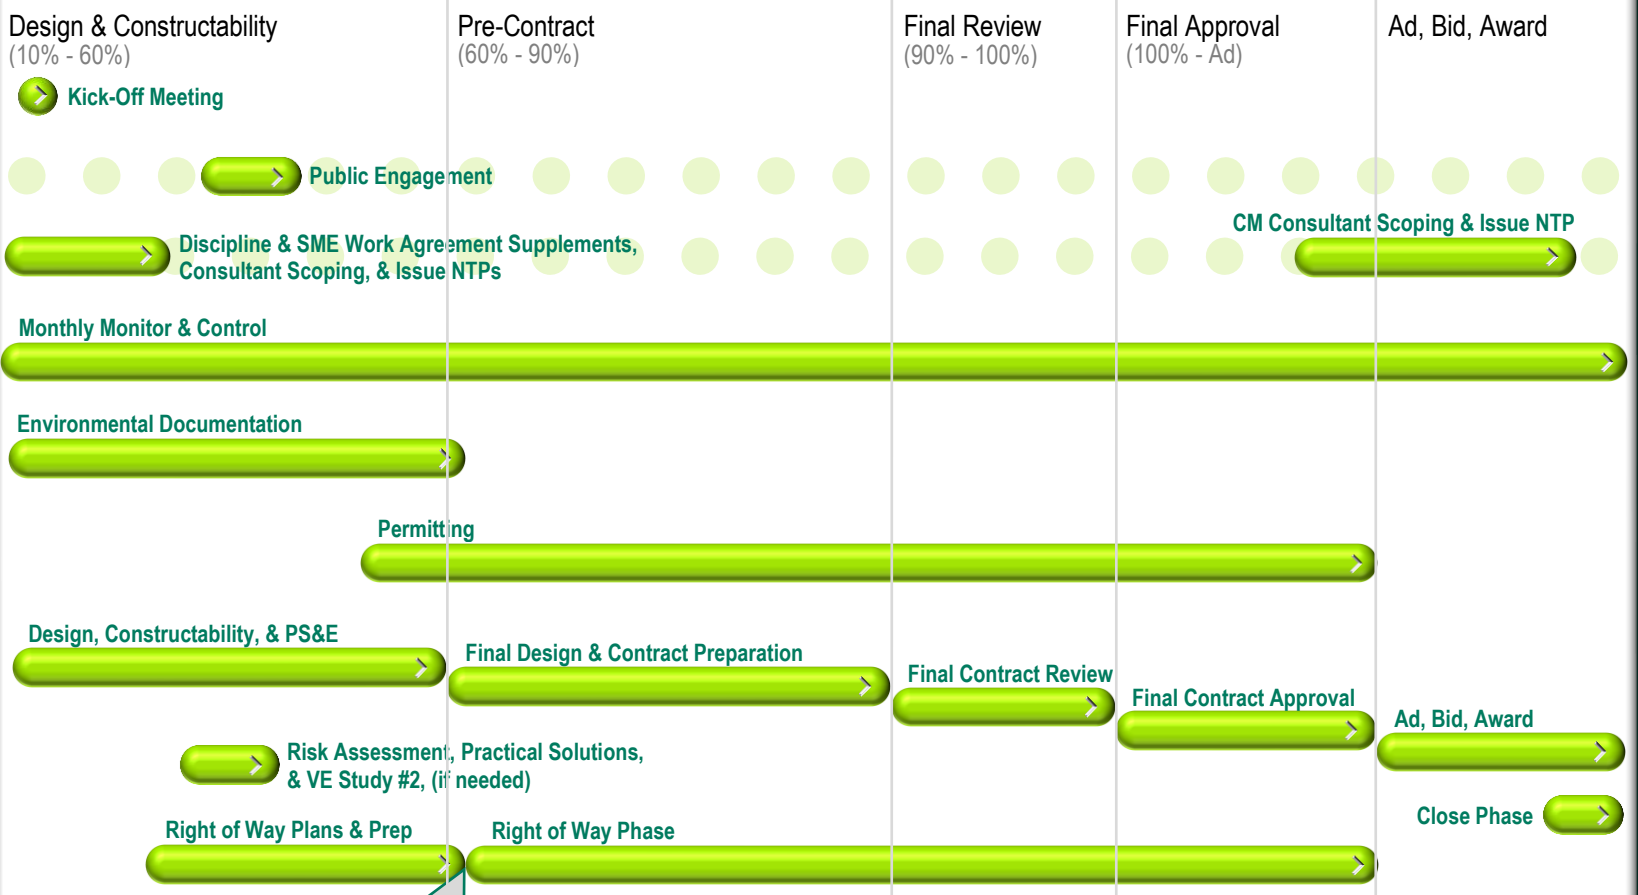 Design & Constructability
(10% - 60%)
Pre-Contract
(60% - 90%)
Final Review
(90% - 100%)
Final Approval
(100% - Ad)
Ad, Bid, Award
Kick-Off Meeting
Public Engagement
CM Consultant Scoping & Issue NTP
Discipline & SME Work Agreement Supplements,
Consultant Scoping, & Issue NTPs
Monthly Monitor & Control
Environmental Documentation
Permitting
Design, Constructability, & PS&E
Final Design & Contract Preparation
Final Contract Review
Final Contract Approval
Ad, Bid, Award
Risk Assessment, Practical Solutions,
& VE Study #2, (if needed)
Close Phase
Right of Way Plans & Prep
Right of Way Phase